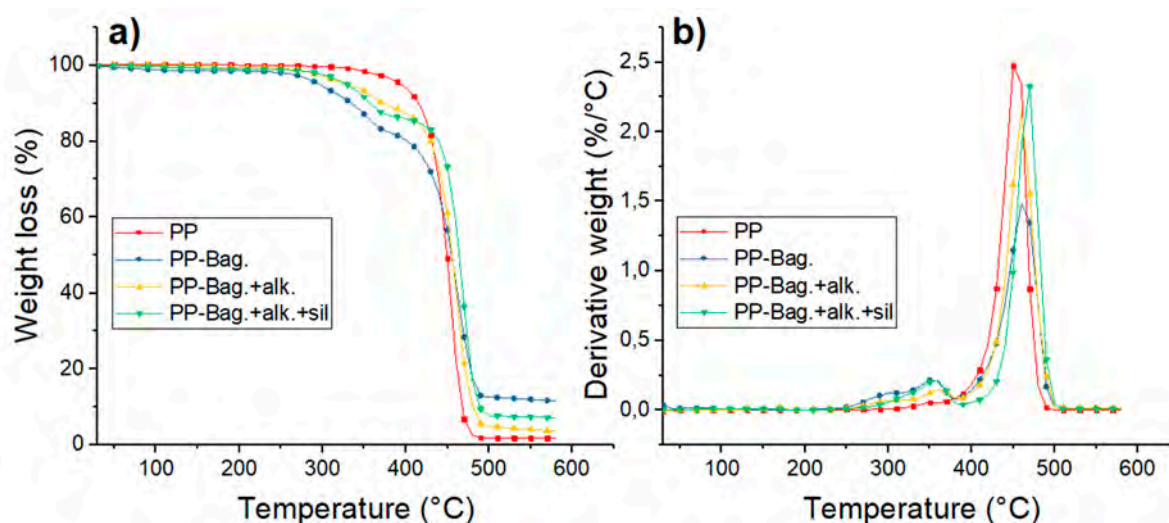 a)
Weight loss (%)
100
80
60
40
20
0
PP
PP-Bag.
PP-Bag.+alk.
PP-Bag.+alk.+sil
100 200 300 400 500 600
Temperature (°C)
b)
Derivative weight (%/°C)
2,5
2,0
1,5
1,0
0,5
0,0
PP
PP-Bag.
PP-Bag.+alk.
PP-Bag.+alk.+sil
100 200 300 400 500 600
Temperature (°C)